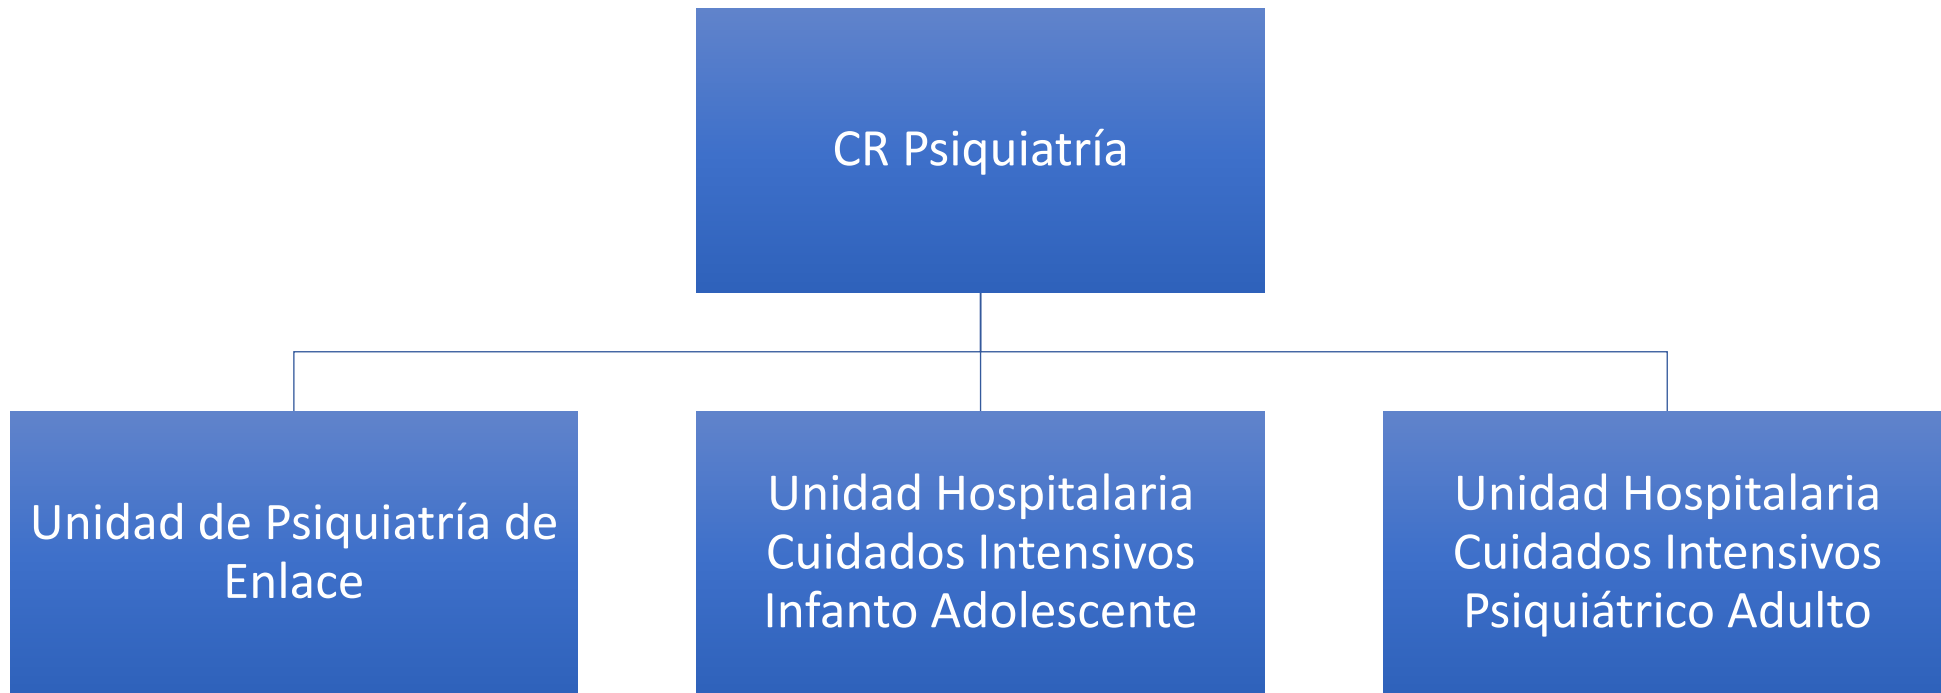 CR Psiquiatría
Unidad de Psiquiatría de
Enlace
Unidad Hospitalaria
Cuidados Intensivos
Infanto Adolescente
Unidad Hospitalaria
Cuidados Intensivos
Psiquiátrico Adulto